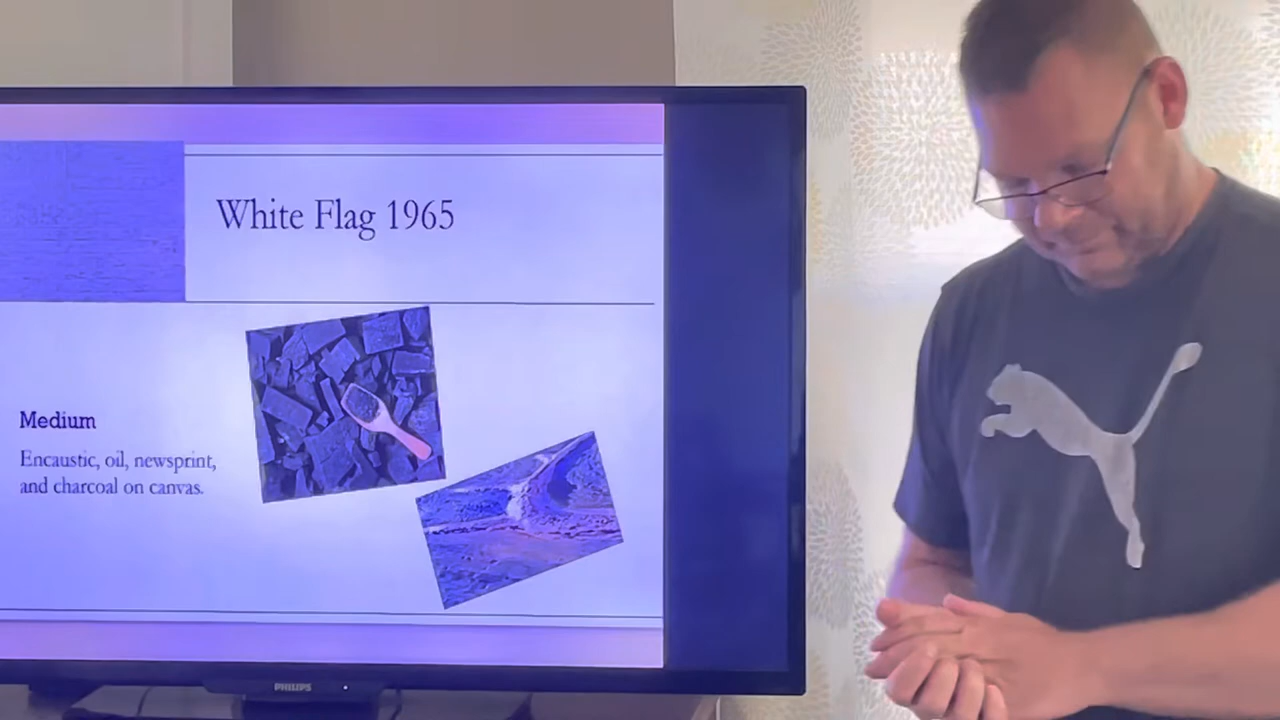 White Flag 1965
Medium
Encaustic, oil, newsprint,
and charcoal on canvas.
PHILIPS